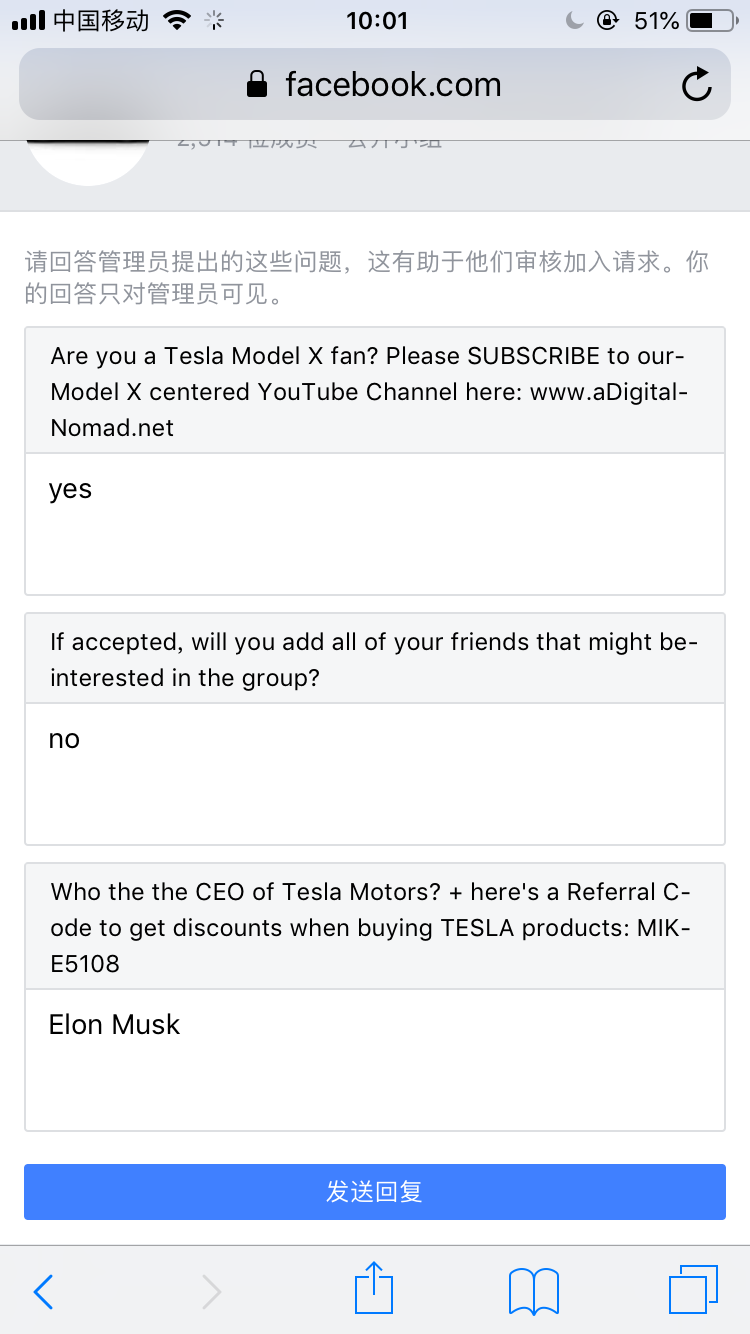 中国移动
10:01
51%
facebook.com
请回答管理员提出的这些问题，这有助于他们审核加入请求。你
的回答只对管理员可见。
Are you a Tesla Model X fan? Please SUBSCRIBE to our-
Model X centered YouTube Channel here: www.aDigital-
Nomad.net
yes
If accepted, will you add all of your friends that might be-
interested in the group?
no
Who the the CEO of Tesla Motors? + here's a Referral C-
ode to get discounts when buying TESLA products: MIK-
E5108
Elon Musk
发送回复